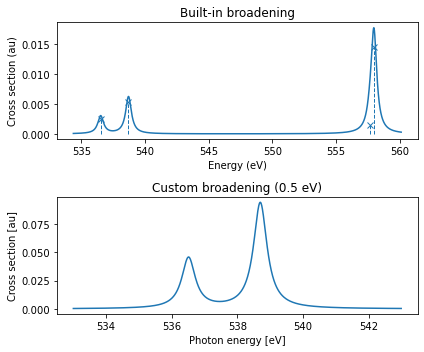 Built-in broadening
Cross section (au)
0.015
0.010
0.005
0.000
535 540 545 550 555 560
Energy (eV)
Custom broadening (0.5 eV)
Cross section [au]
0.075
0.050
0.025
0.000
534 536 538 540 542
Photon energy [eV]